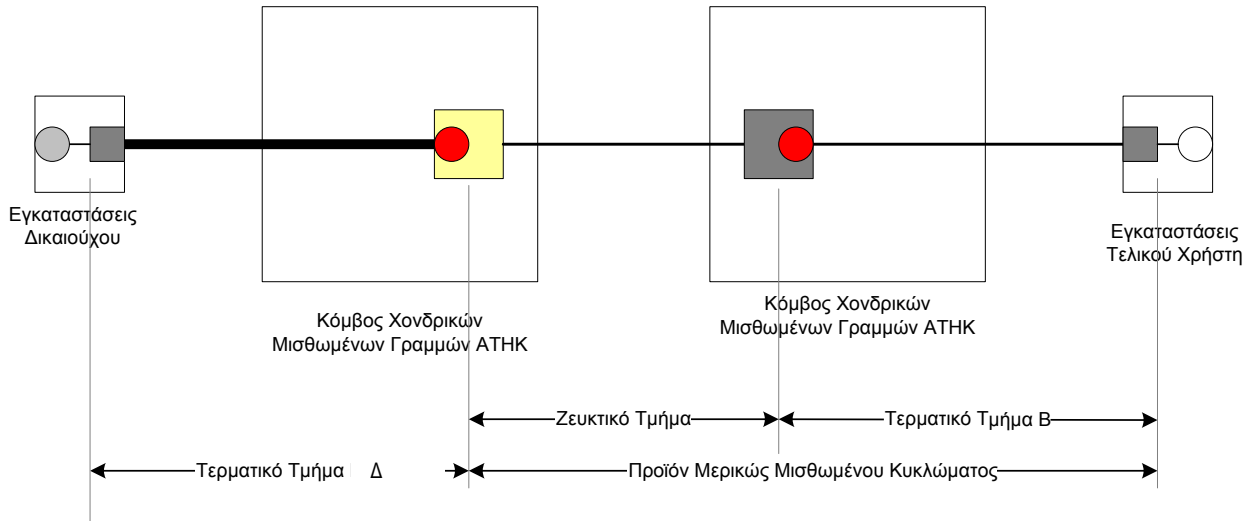 Εγκαταστάσεις
Δικαιούχου
Κόμβος Χονδρικών
Μισθωμένων Γραμμών ΑΤΗΚ
Κόμβος Χονδρικών
Μισθωμένων Γραμμών ΑΤΗΚ
Εγκαταστάσεις
Τελικού Χρήστη
Ζευκτικό Τμήμα
Τερματικό Τμήμα Β
Τερματικό Τμήμα Δ
Προϊόν Μερικώς Μισθωμένου Κυκλώματος